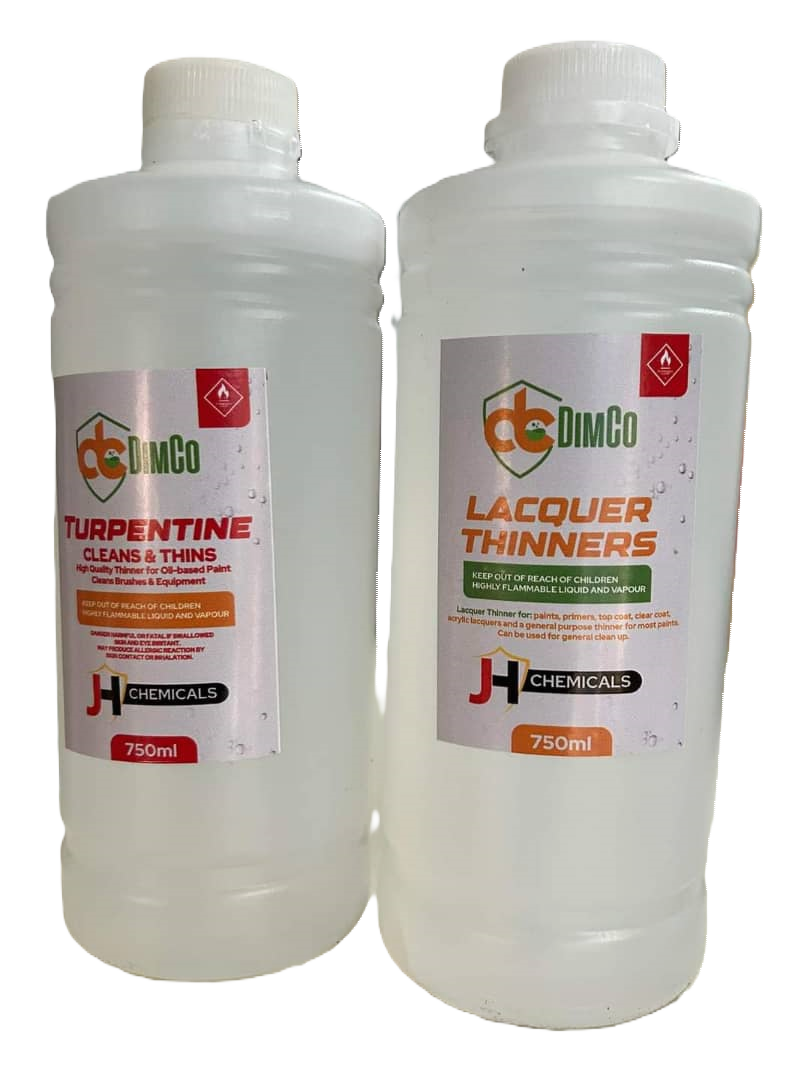 DIMCO
TURPENTINE
CLEANS & THINS
High Quality Thinner for Oil-based Paint
Cleans Brushes & Equipment
KEEP OUT OF REACH OF CHILDREN
HIGHLY FLAMMABLE LIQUID AND VAPOUR
DANGER HARMFUL OR FATAL IF SWALLOWED
SKIN AND EYE IRRITANT.
MAY PRODUCE ALLERGIC REACTION BY
SKIN CONTACT OR INHALATION.
JH CHEMICALS
750ml
DIMCO
LACQUER
THINNERS
KEEP OUT OF REACH OF CHILDREN
HIGHLY FLAMMABLE LIQUID AND VAPOUR
Lacquer Thinner for: paints, primers, top coat, clear coat,
acrylic lacquers and a general purpose thinner for most paints.
Can be used for general clean up.
JH CHEMICALS
750ml